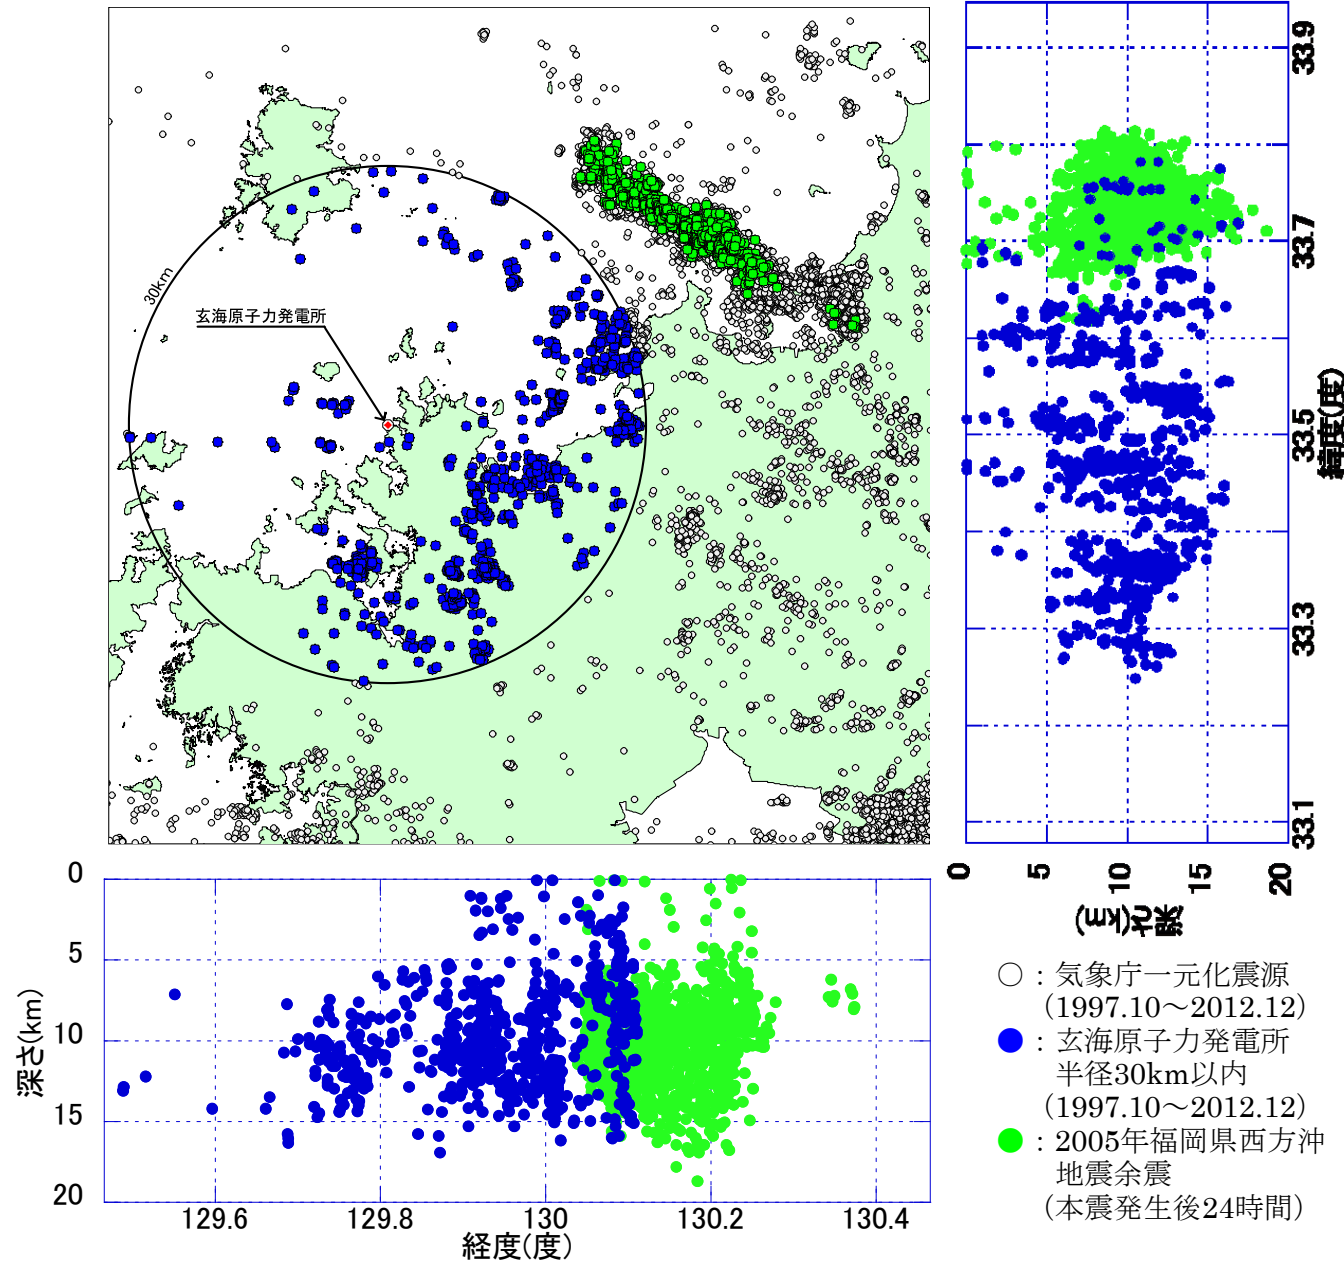 30km
玄海原子力発電所
33.9
33.7
33.5
33.3
33.1
緯度(度)
0
5
10
15
20
深さ(km)
0
5
10
15
20
深さ(km)
129.6
129.8
130
130.2
130.4
経度(度)
○：気象庁一元化震源
(1997.10～2012.12)
●：玄海原子力発電所
半径30km以内
(1997.10～2012.12)
●：2005年福岡県西方沖
地震余震
(本震発生後24時間)